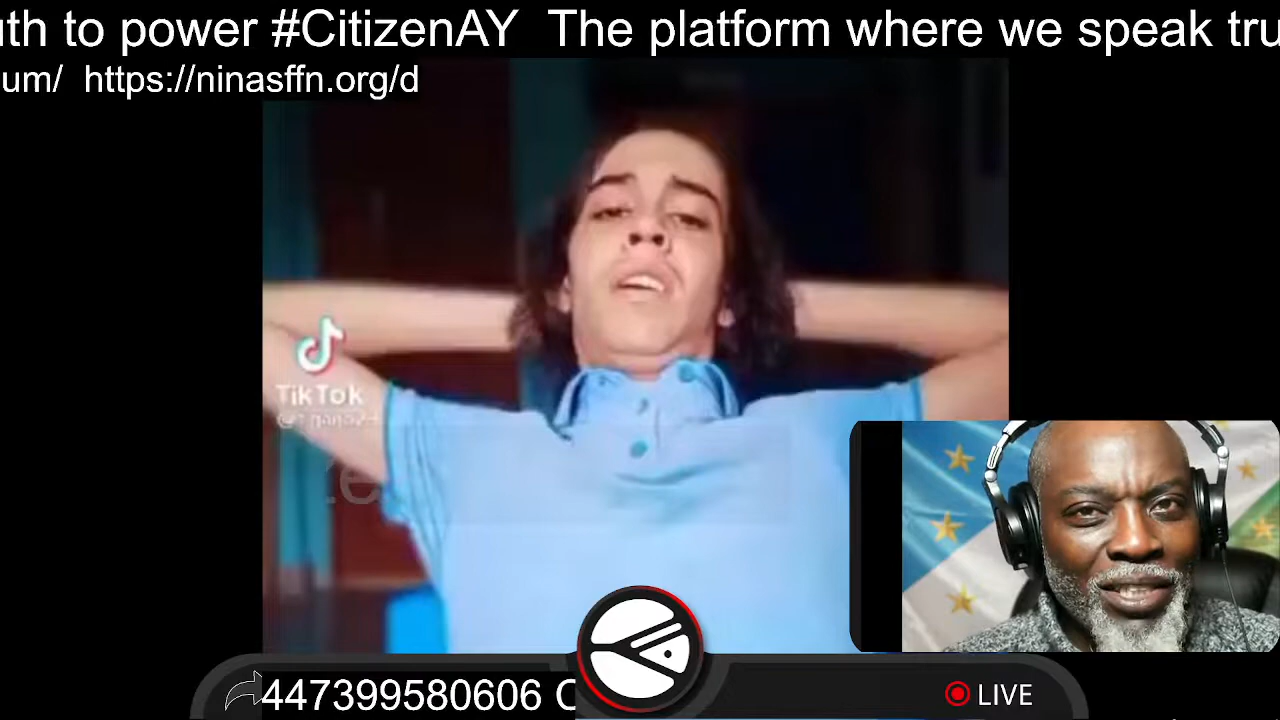 uth to power #CitizenAY The platform where we speak tru
um/ https://ninasffn.org/d
TikTok
447399580606 C
LIVE